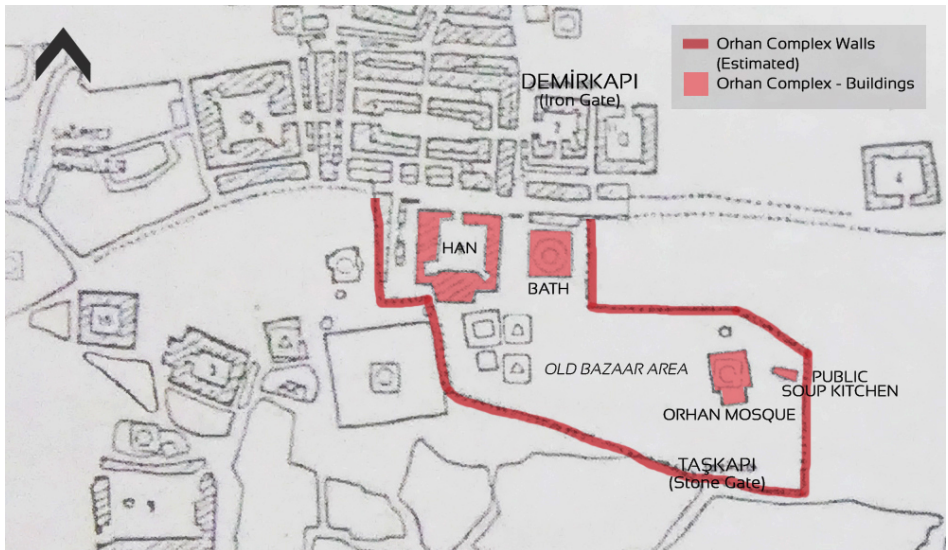 Orhan Complex Walls
(Estimated)
Orhan Complex - Buildings
DEMİRKAPI
(Iron Gate)
HAN
BATH
OLD BAZAAR AREA
PUBLIC
SOUP KITCHEN
ORHAN MOSQUE
TAŞKAPI
(Stone Gate)